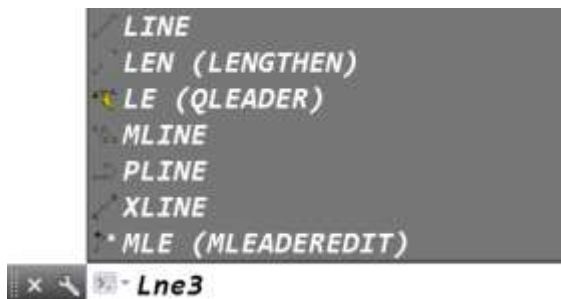 LINE
LEN (LENGTHEN)
LE (QLEADER)
MLINE
PLINE
XLINE
MLE (MLEADEREDIT)
Lne3